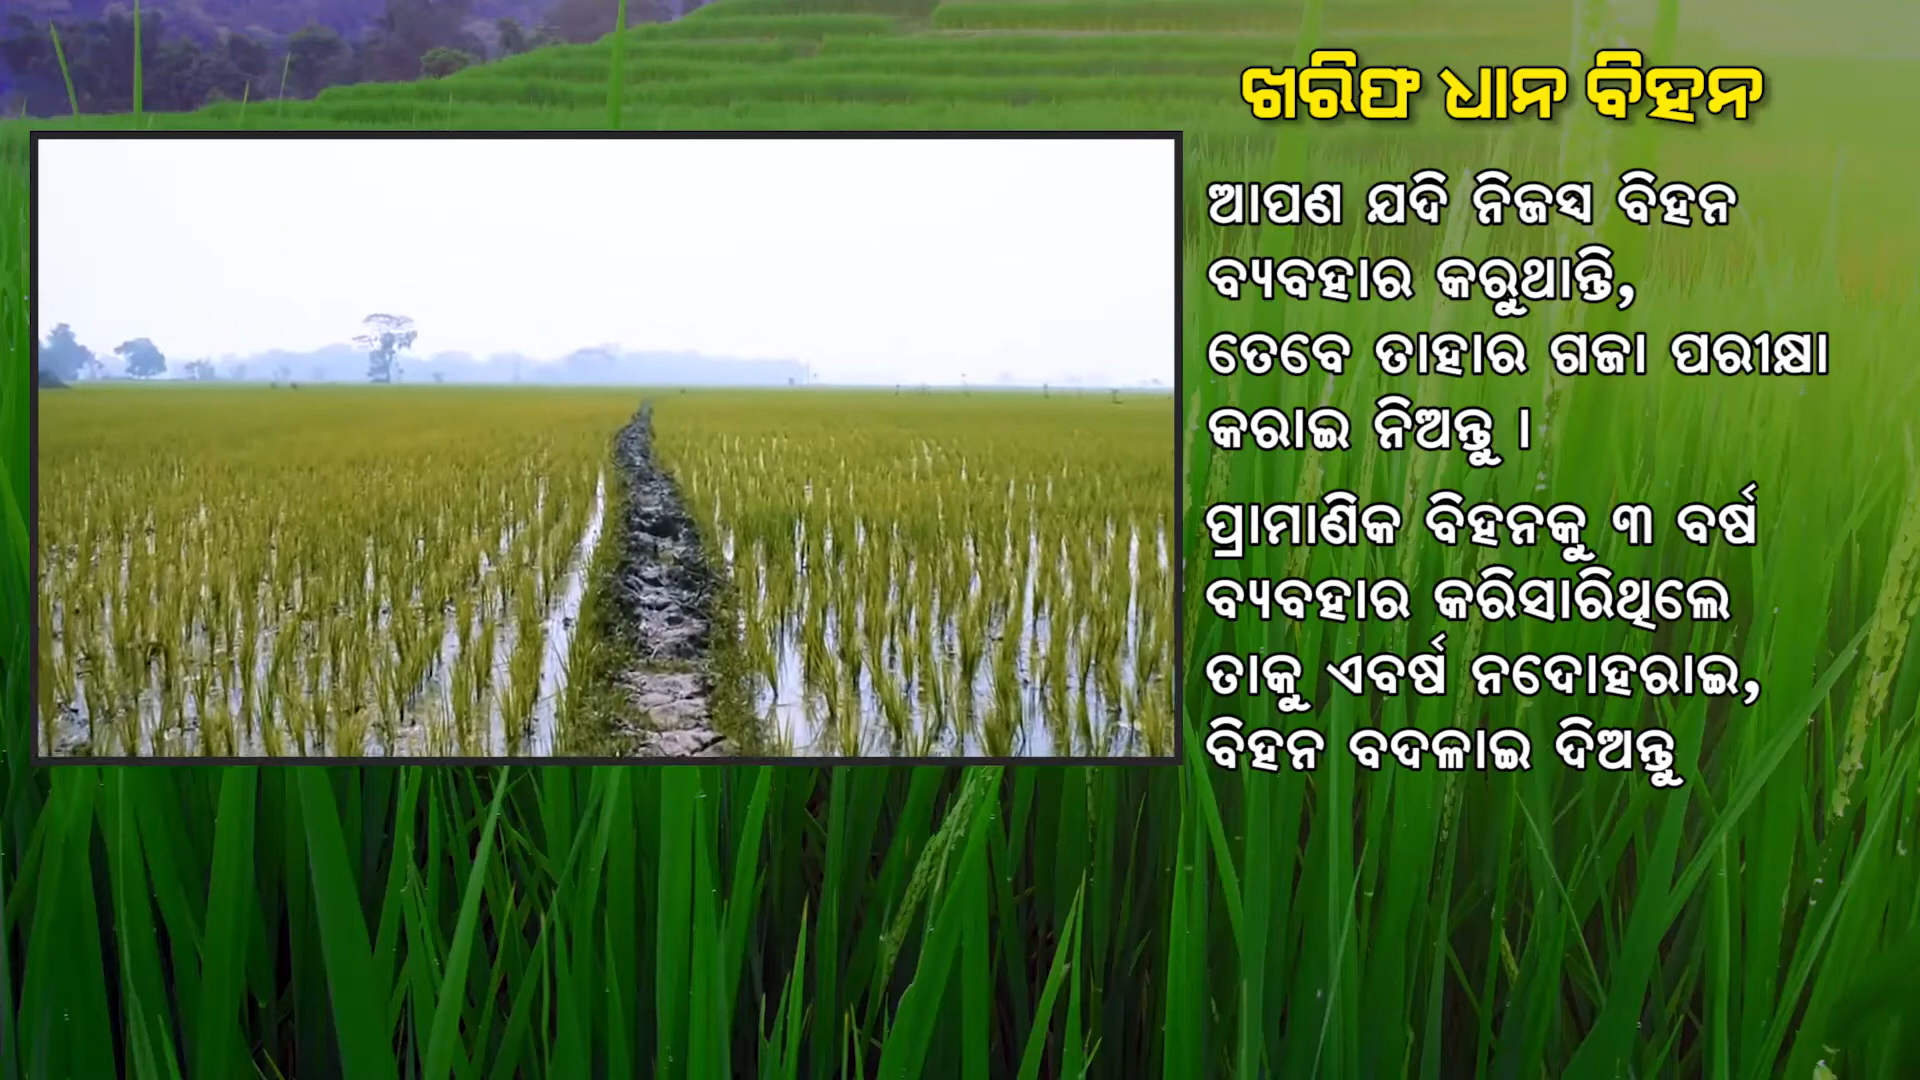 ଖରିଫ ଧାନ ବିହନ
ଆପଣ ଯଦି ନିଜସ୍ୱ ବିହନ
ବ୍ୟବହାର କରୁଥାନ୍ତି,
ତେବେ ତାହାର ଗଜା ପରୀକ୍ଷା
କରାଇ ନିଅନ୍ତୁ ।
ପ୍ରାମାଣିକ ବିହନକୁ ୩ ବର୍ଷ
ବ୍ୟବହାର କରିସାରିଥିଲେ
ତାକୁ ଏବର୍ଷ ନଦୋହରାଇ,
ବିହନ ବଦଳାଇ ଦିଅନ୍ତୁ